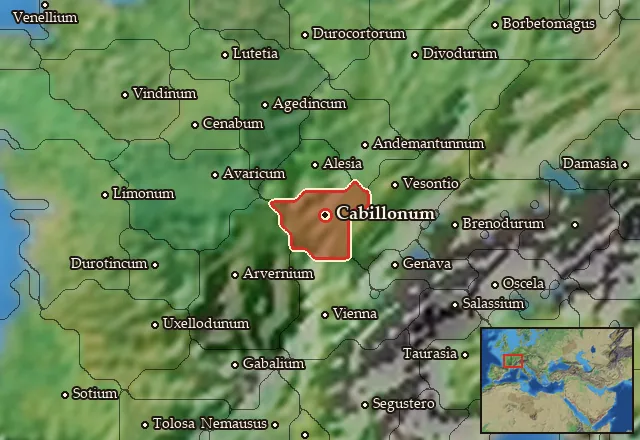 Venellium
Borbetomagus
Durocortorum
Lutetia
Divodurum
Vindinum
Agedincum
Cenabum
Andemantunnum
Alesia
Damasia
Avaricum
Vesontio
Limonum
Cabillonum
Brenodurum
Durotincum
Genava
Arvernium
Oscela
Salassium
Vienna
Uxellodunum
Taurasia
Gabalium
Sotium
Segustero
Tolosa
Nemausus